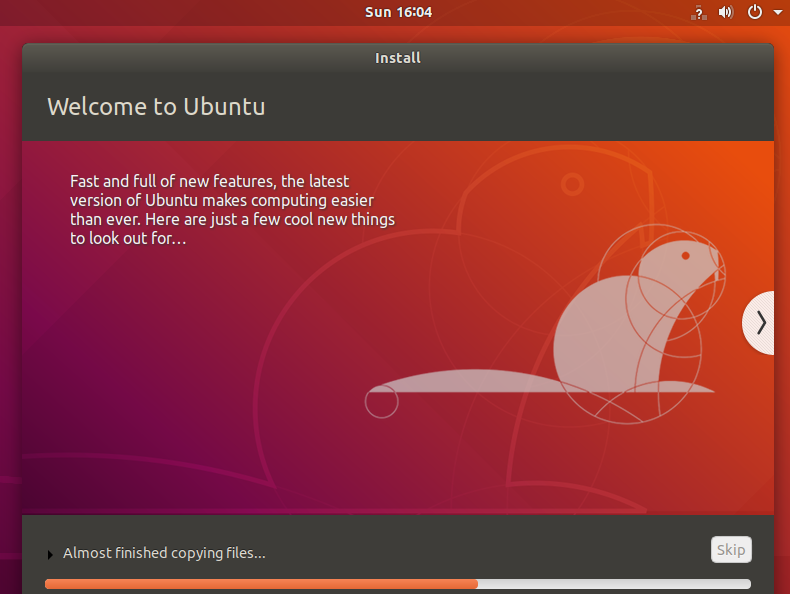 Sun 16:04
Install
Welcome to Ubuntu
Fast and full of new features, the latest
version of Ubuntu makes computing easier
than ever. Here are just a few cool new things
to look out for…
Almost finished copying files...
Skip